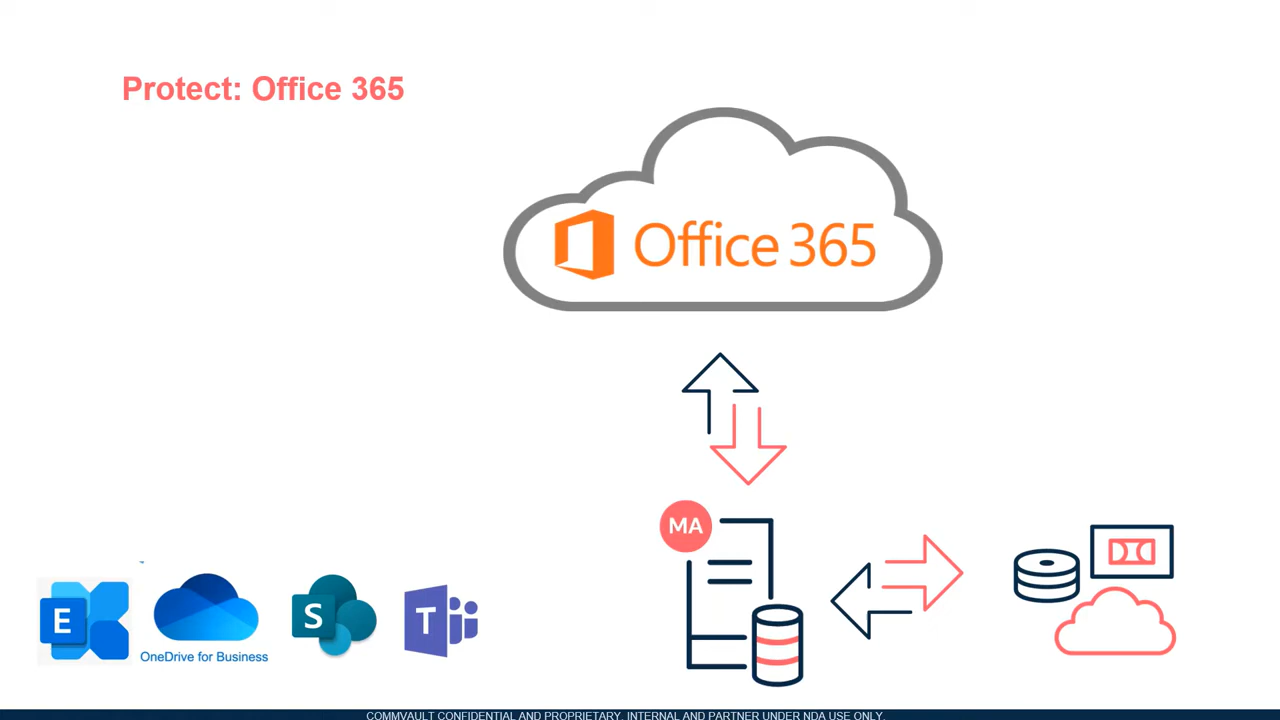 Protect: Office 365
Office 365
MA
E
OneDrive for Business
S
T
COMMVAULT CONFIDENTIAL AND PROPRIETARY. INTERNAL AND PARTNER UNDER NDA USE ONLY.